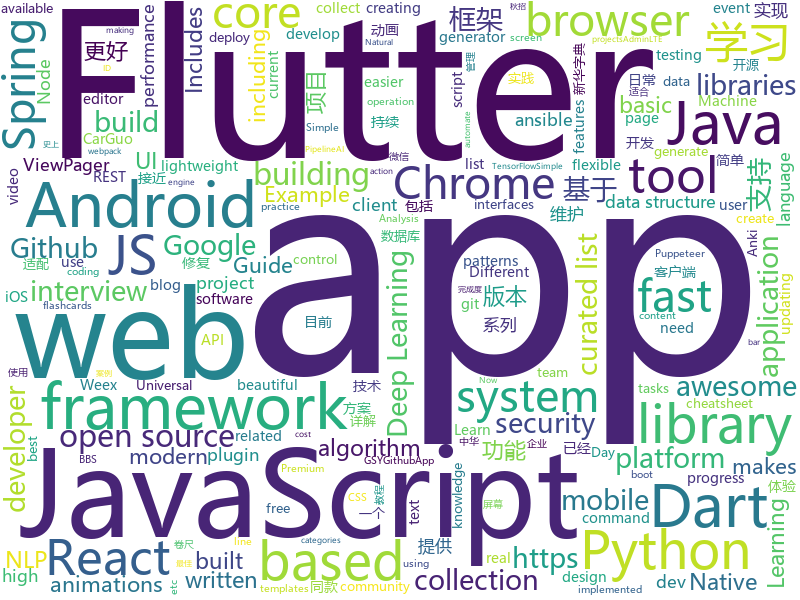 available
秋招
collect
creating
event
实现
Flutter
core
框架
browser
学习
projectsAdminLTE
更好
performance
动画
generator
deploy
develop
screen
Natural
making
Spring
Node
Includes
including
项目
easier
testing
开源
script
Java
libraries
新华字典
日常
适合
editor
current
实践
ansible
features
data
Machine
管理
史上
build
CarGuo
持续
operation
basic
page
automate
webpack
ID
Simple
PipelineAI
微信
开发
简单
generate
ViewPager
UI
lightweight
building
Chrome
tool
video
REST
接近
Example
list
flexible
action
TensorFlowSimple
基于
支持
language
engine
practice
interfaces
data structure
user
Android
client
包括
维护
create
app
JS
Github
Google
Analysis
数据库
patterns
Different
Puppeteer
Anki
适配
use
修复
Guide
control
git
客户端
curated list
application
updating
coding
blog
project
版本
iOS
interview
software
目前
系列
fast
content
need
flashcards
API
web
Deep Learning
完成度
bar
使用
Weex
Universal
beautiful
技术
team
tasks
awesome
案例
framework
方案
system
Learn
cheatsheet
Now
developer
详解
security
library
best
open source
related
cost
中华
企业
已经
Day
algorithm
功能
platform
modern
plugin
GSYGithubApp
BBS
makes
JavaScript
Premium
free
一个
教程
text
knowledge
屏幕
progress
体验
boot
mobile
Dart
CSS
提供
command
NLP
React
based
https
Python
Learning
high
built
written
line
real
categories
community
design
dev
Native
animations
etc
templates
同款
collection
using
implemented